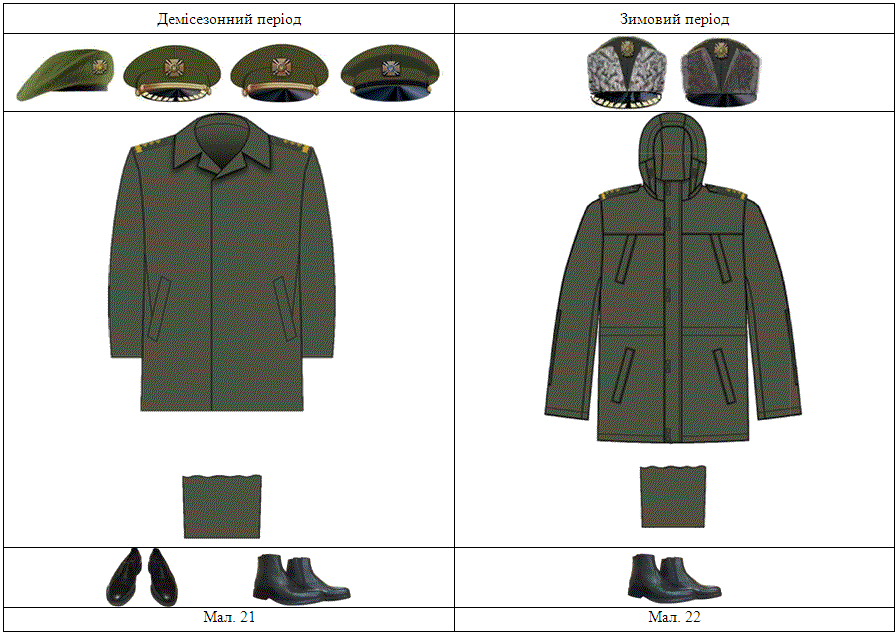 Демісезонний період
Зимовий період
Мал. 21
Мал. 22